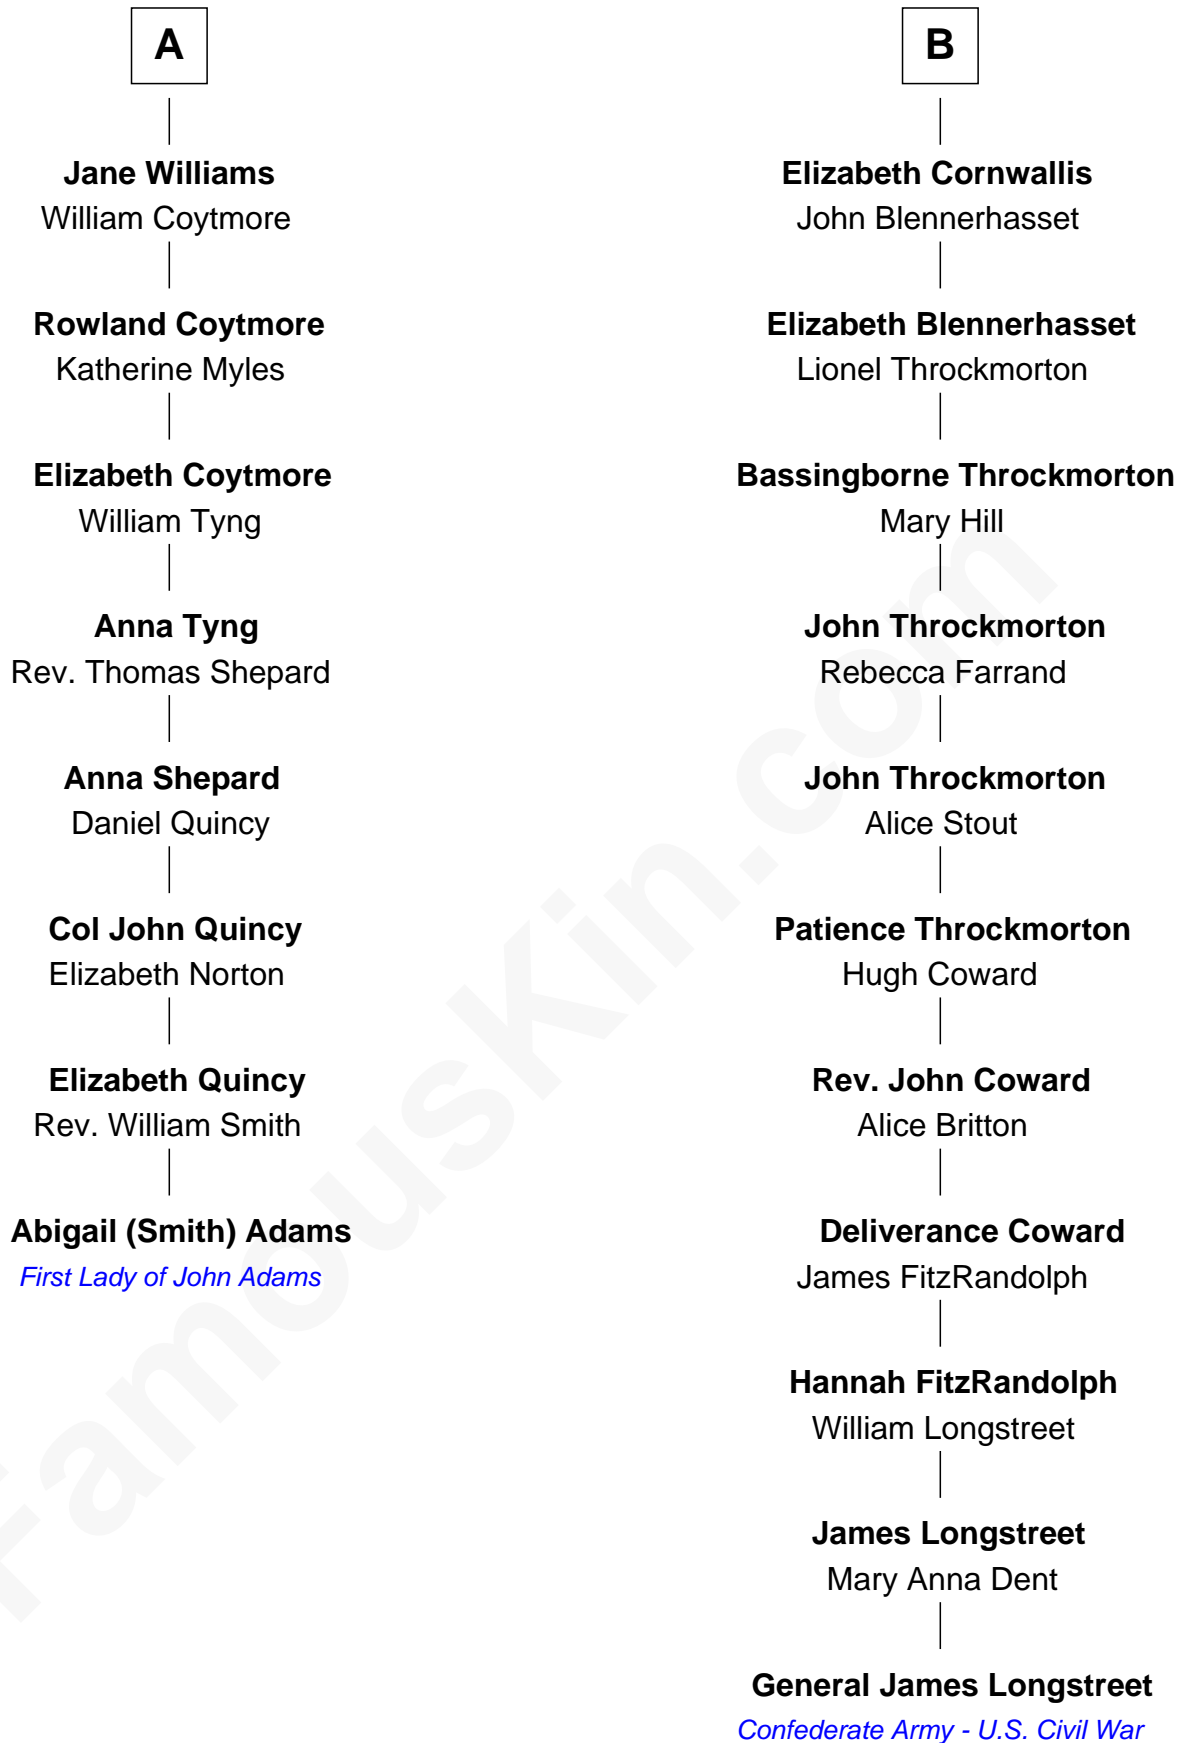 A
Jane Williams
William Coytmore
Rowland Coytmore
Katherine Myles
Elizabeth Coytmore
William Tyng
Anna Tyng
Rev. Thomas Shepard
Anna Shepard
Daniel Quincy
Col John Quincy
Elizabeth Norton
Elizabeth Quincy
Rev. William Smith
Abigail (Smith) Adams
First Lady of John Adams
B
Elizabeth Cornwallis
John Blennerhasset
Elizabeth Blennerhasset
Lionel Throckmorton
Bassingborne Throckmorton
Mary Hill
John Throckmorton
Rebecca Farrand
John Throckmorton
Alice Stout
Patience Throckmorton
Hugh Coward
Rev. John Coward
Alice Britton
Deliverance Coward
James FitzRandolph
Hannah FitzRandolph
William Longstreet
James Longstreet
Mary Anna Dent
General James Longstreet
Confederate Army - U.S. Civil War
FamousKin.com